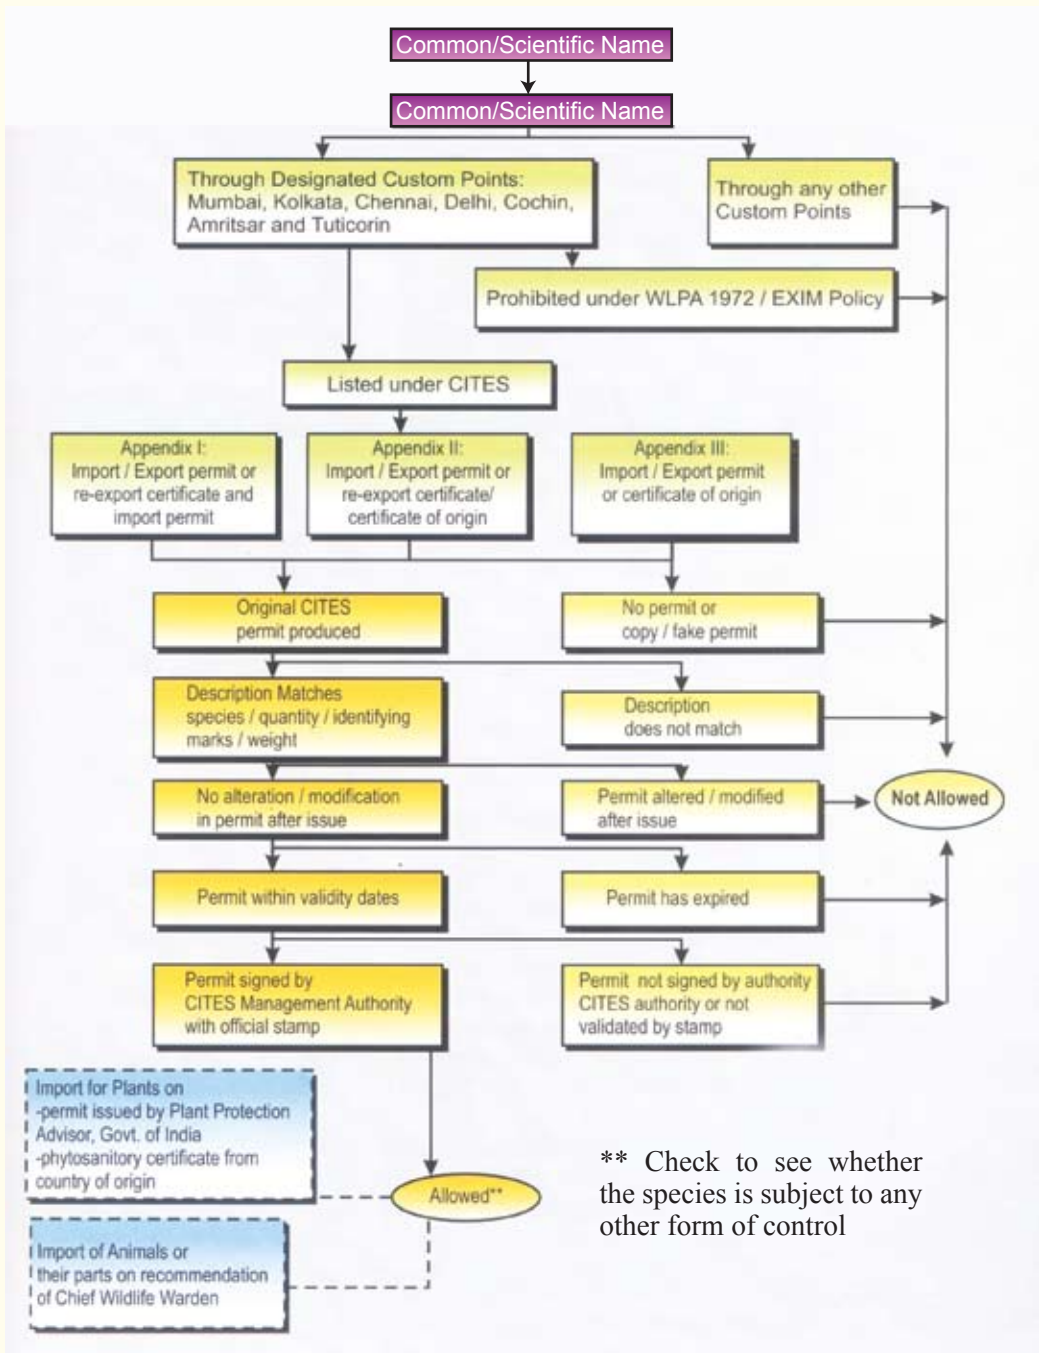 Common/Scientific Name
Common/Scientific Name
Through Designated Custom Points:
Mumbai, Kolkata, Chennai, Delhi, Cochin,
Amritsar and Tuticorin
Through any other
Custom Points
Prohibited under WLPA 1972 / EXIM Policy
Listed under CITES
Appendix I:
Import / Export permit or
re-export certificate and
import permit
Appendix II:
Import / Export permit or
re-export certificate/
certificate of origin
Appendix III:
Import / Export permit
or certificate of origin
Original CITES
permit produced
No permit or
copy / fake permit
Description Matches
species / quantity / identifying
marks / weight
Description
does not match
No alteration / modification
in permit after issue
Permit altered / modified
after issue
Not Allowed
Permit within validity dates
Permit has expired
Permit signed by
CITES Management Authority
with official stamp
Permit not signed by authority
CITES authority or not
validated by stamp
Import for Plants on
-permit issued by Plant Protection
Advisor, Govt. of India
-phytosanitory certificate from
country of origin
Allowed**
** Check to see whether
the species is subject to any
other form of control
Import of Animals or
their parts on recommendation
of Chief Wildlife Warden